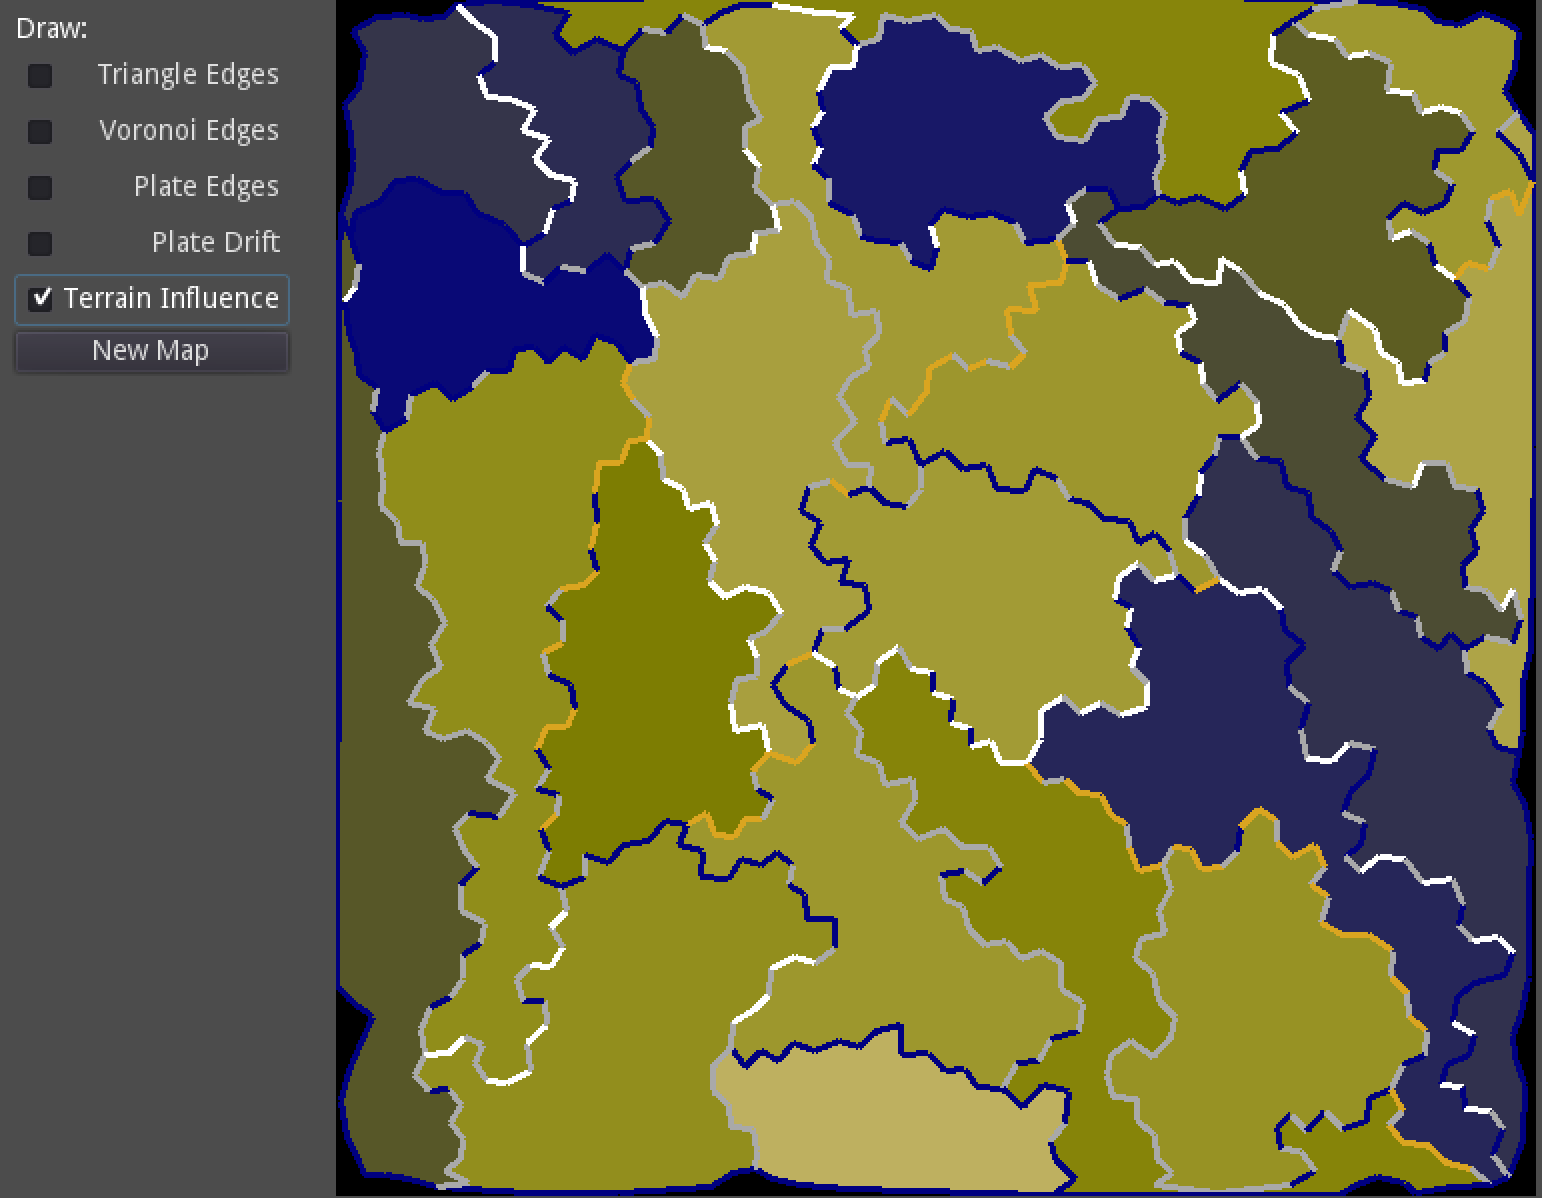 Draw:
Triangle Edges
Voronoi Edges
Plate Edges
Plate Drift
Terrain Influence
New Map